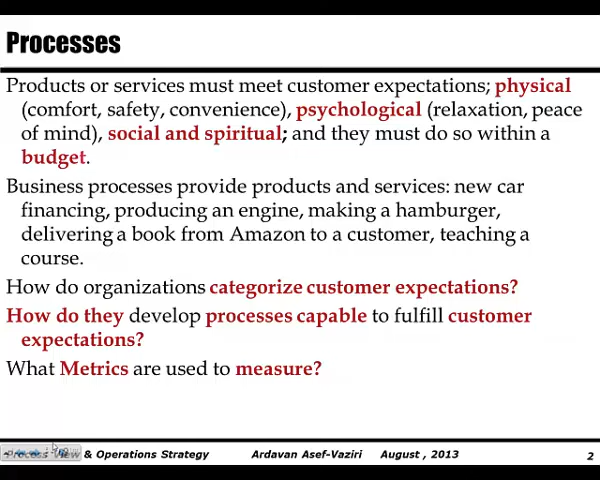 Processes
Products or services must meet customer expectations; physical
(comfort, safety, convenience), psychological (relaxation, peace
of mind), social and spiritual; and they must do so within a
budget.
Business processes provide products and services: new car
financing, producing an engine, making a hamburger,
delivering a book from Amazon to a customer, teaching a
course.
How do organizations categorize customer expectations?
How do they develop processes capable to fulfill customer
expectations?
What Metrics are used to measure?
Process View & Operations Strategy Ardavan Asef-Vaziri August , 2013 2